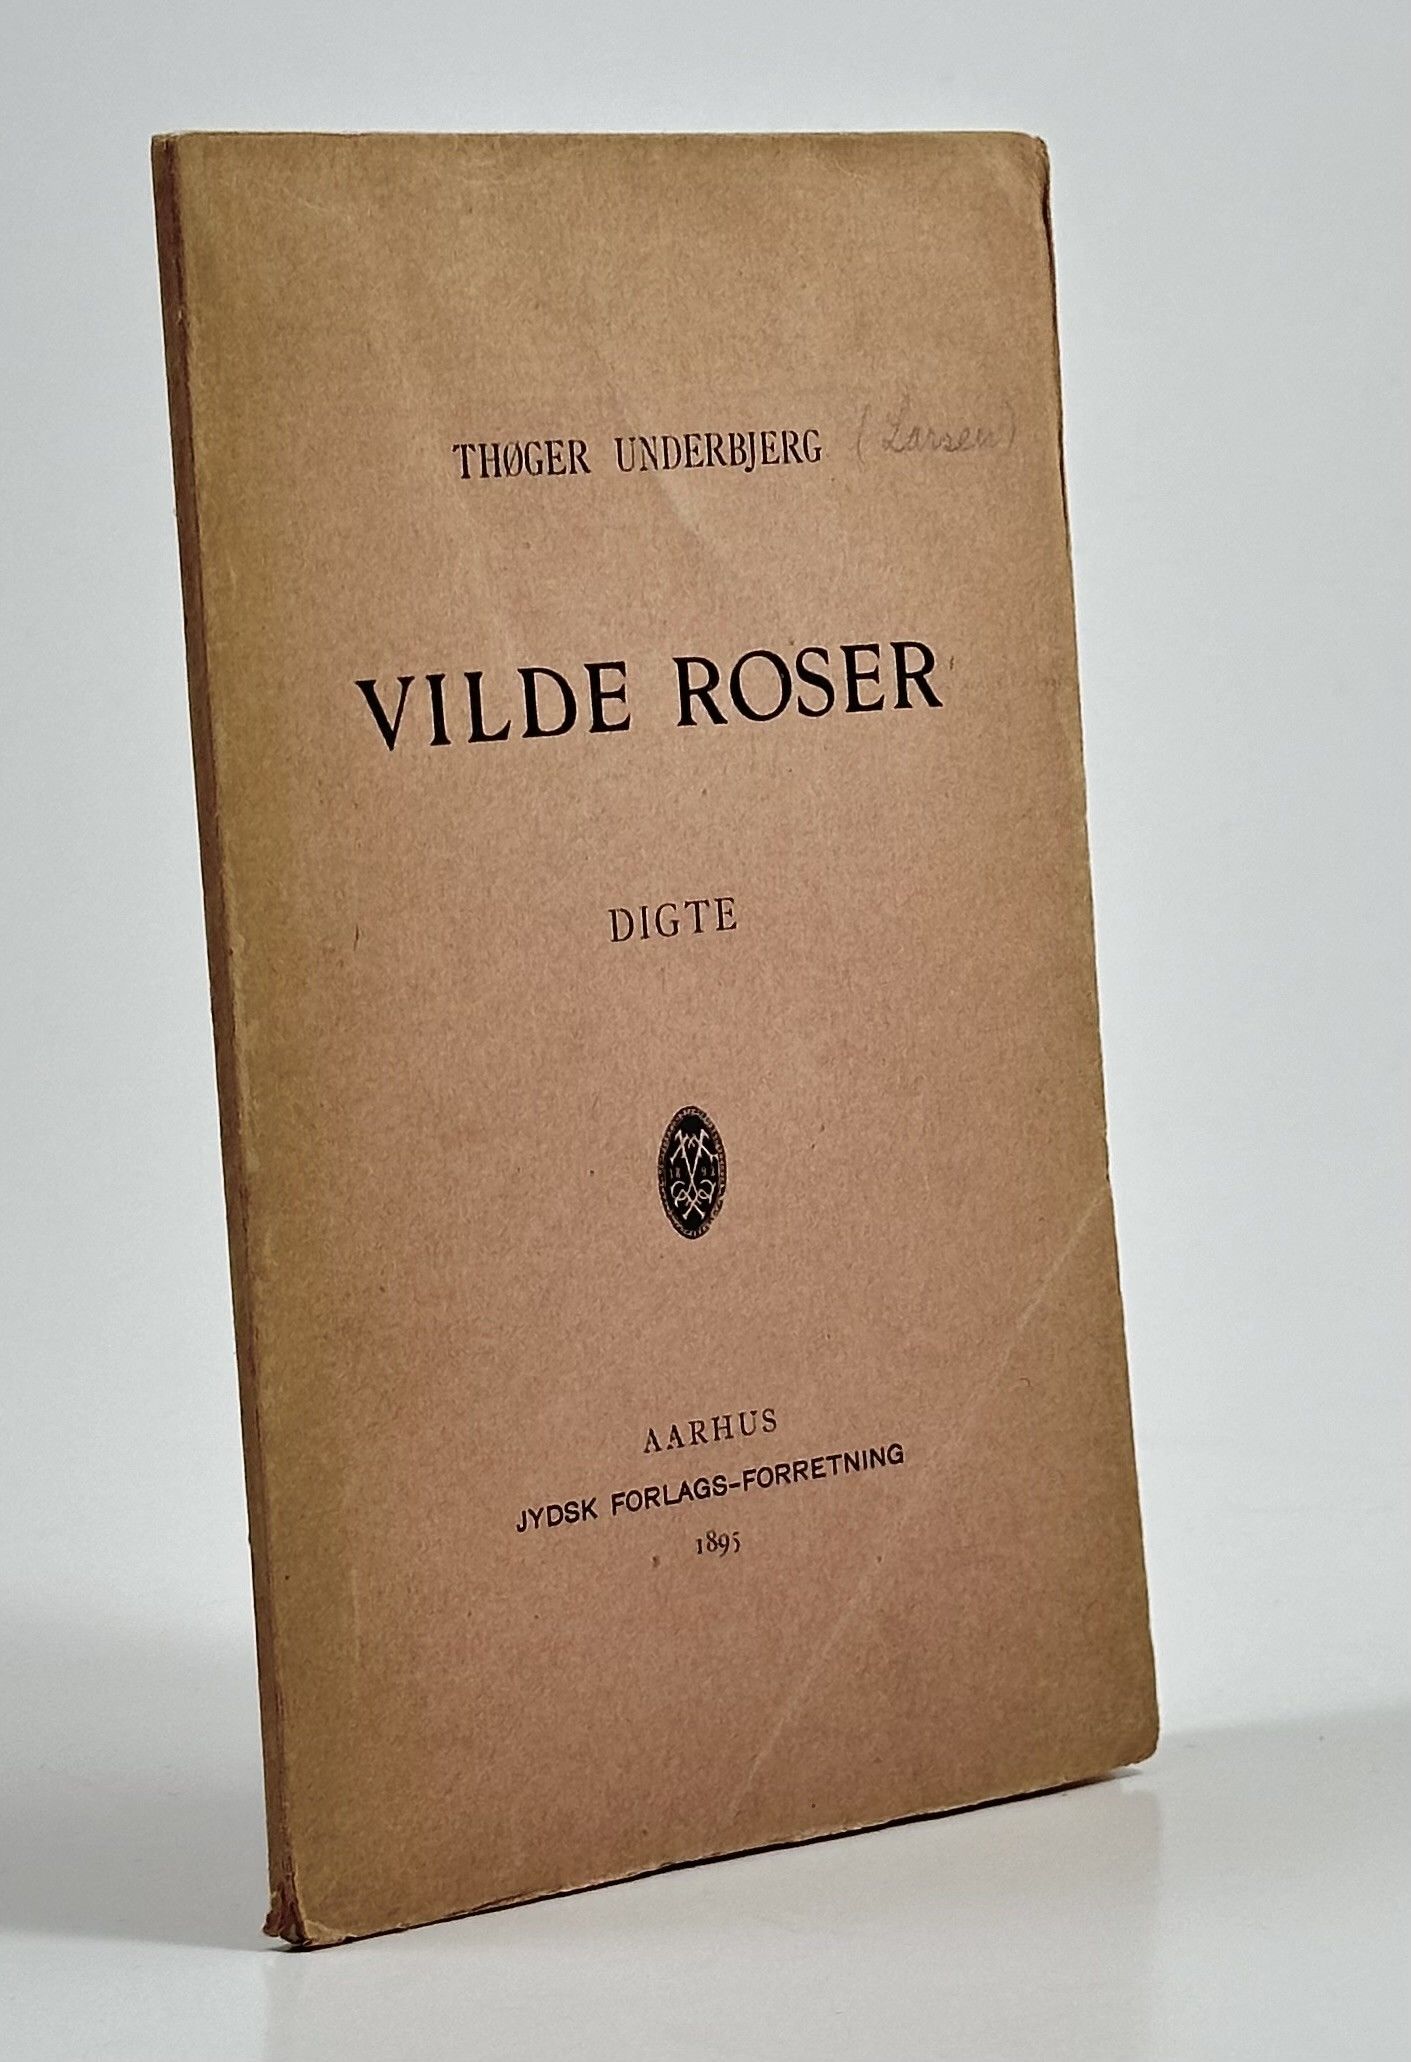 THØGER UNDERBJERG (Larsen)
VILDE ROSER
DIGTE
AARHUS
JYDSK FORLAGS-FORRETNING
1895